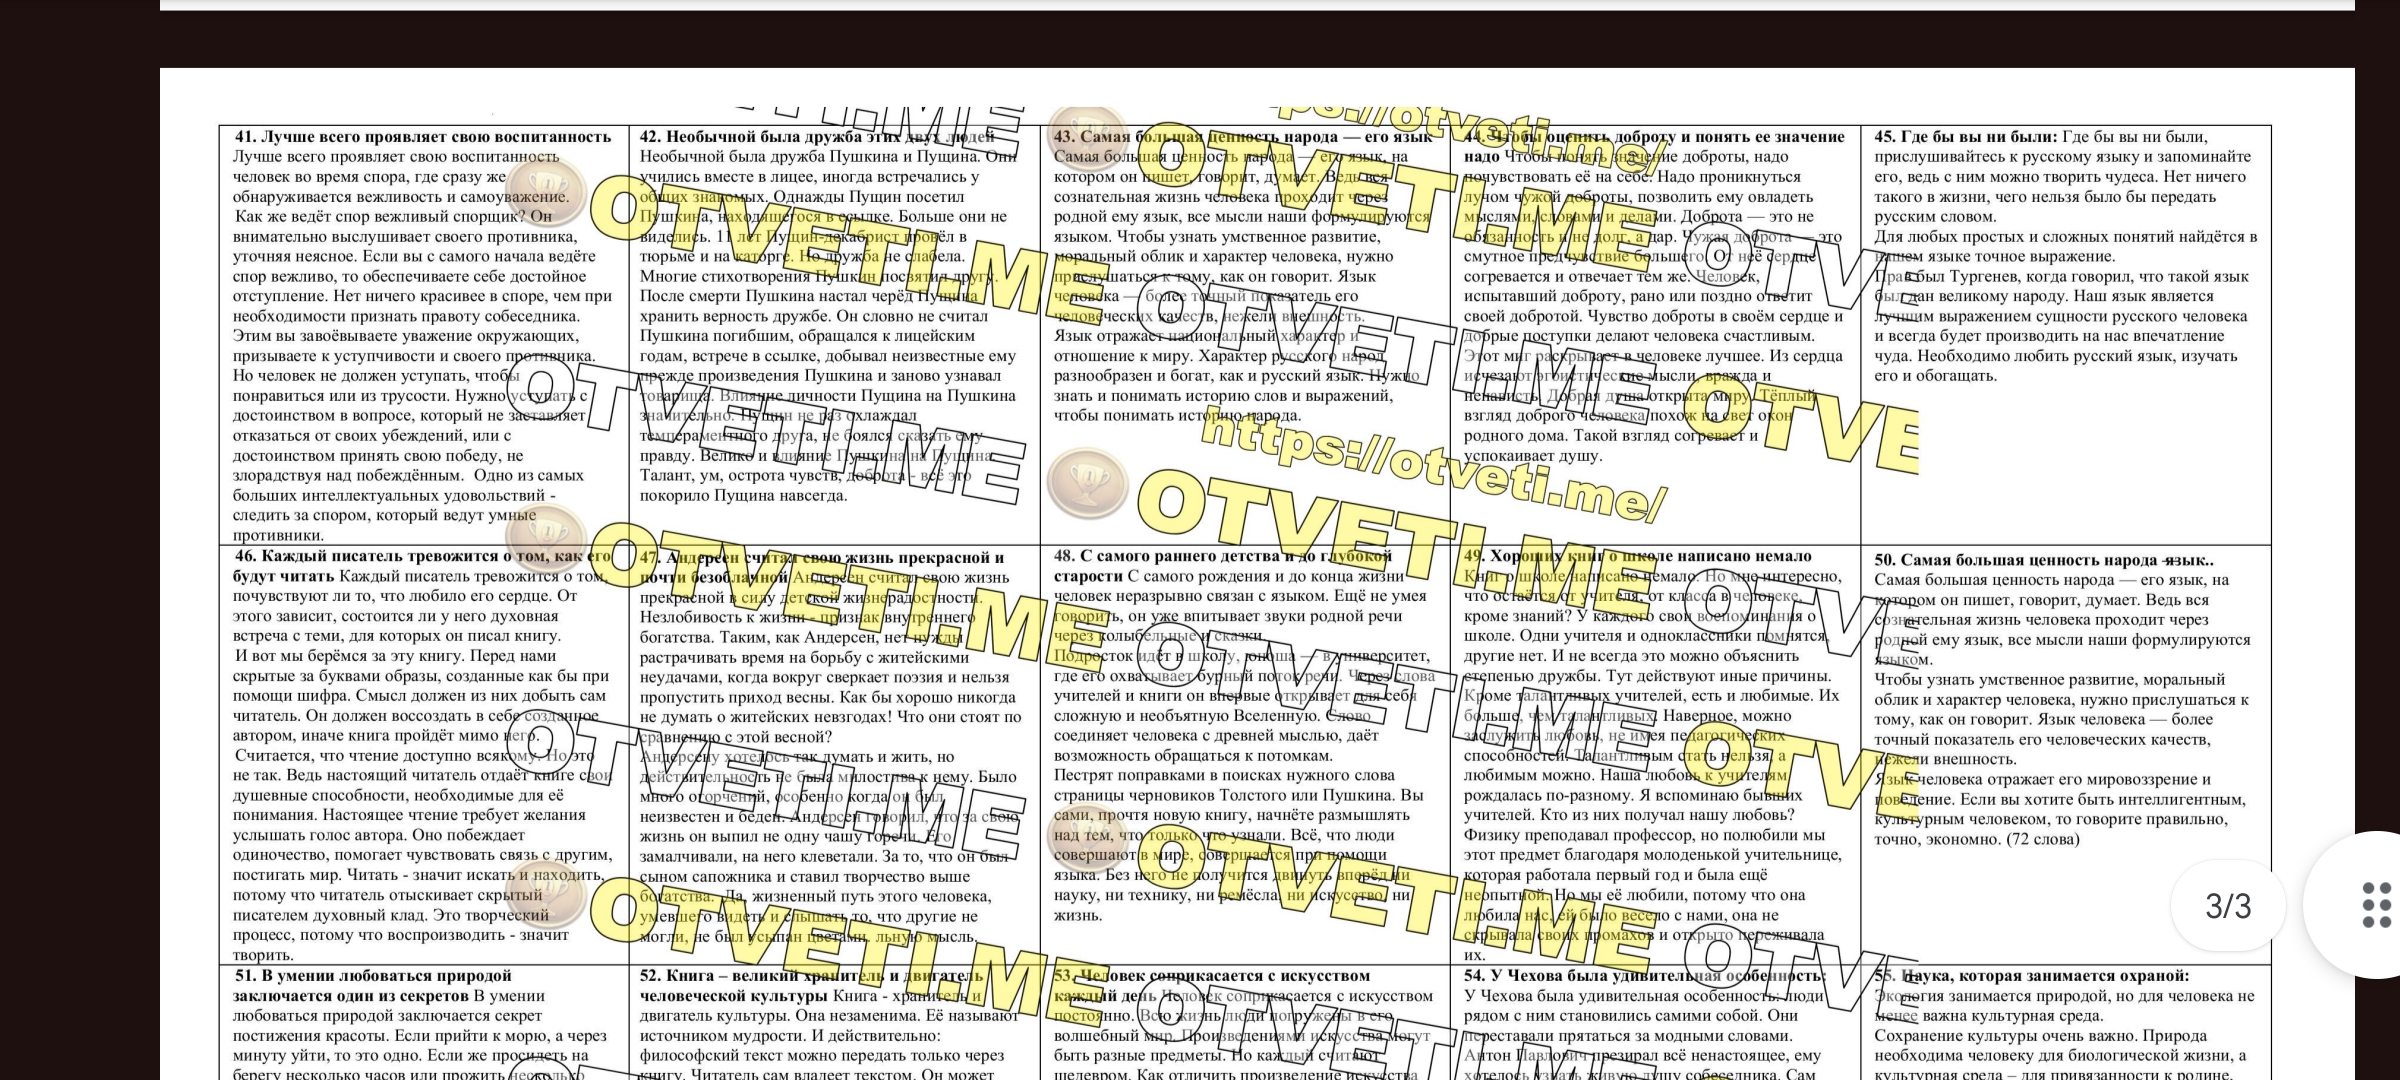 41. Лучше всего проявляет свою воспитанность
Лучше всего проявляет свою воспитанность
человек во время спора, где сразу же
обнаруживается вежливость и самоуважение.
Как же ведёт спор вежливый спорщик? Он
внимательно выслушивает своего противника,
уточняя неясное. Если вы с самого начала ведёте
спор вежливо, то обеспечиваете себе достойное
отступление. Нет ничего красивее в споре, чем при
необходимости признать правоту собеседника.
Этим вы завоёвываете уважение окружающих,
призываете к уступчивости и своего противника.
Но человек не должен уступать, чтобы
понравиться или из трусости. Нужно уступать с
достоинством в вопросе, который не заставляет
отказаться от своих убеждений, или с
достоинством принять свою победу, не
злорадствуя над побеждённым. Одно из самых
больших интеллектуальных удовольствий -
следить за спором, который ведут умные
противники.
42. Необычной была дружба этих двух людей
Необычной была дружба Пушкина и Пущина. Они
учились вместе в лицее, иногда встречались у
общих знакомых. Однажды Пущин посетил
Пушкина, находящегося в ссылке. Больше они не
виделись. 11 лет Пущин-декабрист провёл в
тюрьме и на каторге. Но дружба не слабела.
Многие стихотворения Пушкин посвятил другу.
После смерти Пушкина настал черёд Пущина
хранить верность дружбе. Он словно не считал
Пушкина погибшим, обращался к лицейским
годам, встрече в ссылке, добывал неизвестные ему
прежде произведения Пушкина и заново узнавал
товарища. Влияние личности Пущина на Пушкина
значительно. Пущин не раз охлаждал
темпераментного друга, не боялся сказать ему
правду. Велико и влияние Пушкина на Пущина.
Талант, ум, острота чувств, доброта - всё это
покорило Пущина навсегда.
43. Самая большая ценность народа — его язык
Самая большая ценность народа — его язык, на
котором он пишет, говорит, думает. Ведь вся
сознательная жизнь человека проходит через
родной ему язык, все мысли наши формулируются
языком. Чтобы узнать умственное развитие,
моральный облик и характер человека, нужно
прислушаться к тому, как он говорит. Язык
человека — более точный показатель его
человеческих качеств, нежели внешность.
Язык отражает национальный характер и
отношение к миру. Характер русского народ
разнообразен и богат, как и русский язык. Нужно
знать и понимать историю слов и выражений,
чтобы понимать историю народа.
44. Чтобы оценить доброту и понять ее значение
надо Чтобы понять значение доброты, надо
почувствовать её на себе. Надо проникнуться
лучом чужой доброты, позволить ему овладеть
мыслями, словами и делами. Доброта — это не
обязанность и не долг, а дар. Чужая доброта — это
смутное предчувствие большего. От неё сердце
согревается и отвечает тем же. Человек,
испытавший доброту, рано или поздно ответит
своей добротой. Чувство доброты в своём сердце и
добрые поступки делают человека счастливым.
Этот миг раскрывает в человеке лучшее. Из сердца
исчезают эгоистические мысли, вражда и
ненависть. Добрая душа открыта миру. Тёплый
взгляд доброго человека похож на свет окон
родного дома. Такой взгляд согревает и
успокаивает душу.
45. Где бы вы ни были: Где бы вы ни были,
прислушивайтесь к русскому языку и запоминайте
его, ведь с ним можно творить чудеса. Нет ничего
такого в жизни, чего нельзя было бы передать
русским словом.
Для любых простых и сложных понятий найдётся в
нашем языке точное выражение.
Прав был Тургенев, когда говорил, что такой язык
был дан великому народу. Наш язык является
лучшим выражением сущности русского человека
и всегда будет производить на нас впечатление
чуда. Необходимо любить русский язык, изучать
его и обогащать.
46. Каждый писатель тревожится о том, как его
будут читать Каждый писатель тревожится о том,
почувствуют ли то, что любило его сердце. От
этого зависит, состоится ли у него духовная
встреча с теми, для которых он писал книгу.
И вот мы берёмся за эту книгу. Перед нами
скрытые за буквами образы, созданные как бы при
помощи шифра. Смысл должен из них добыть сам
читатель. Он должен воссоздать в себе созданное
автором, иначе книга пройдёт мимо него.
Считается, что чтение доступно всякому. Но это
не так. Ведь настоящий читатель отдаёт книге свои
душевные способности, необходимые для её
понимания. Настоящее чтение требует желания
услышать голос автора. Оно побеждает
одиночество, помогает чувствовать связь с другим,
постигать мир. Читать - значит искать и находить,
потому что читатель отыскивает скрытый
писателем духовный клад. Это творческий
процесс, потому что воспроизводить - значит
творить.
47. Андерсен считал свою жизнь прекрасной и
почти безоблачной Андерсен считал свою жизнь
прекрасной в силу детской жизнерадостности.
Незлобивость к жизни - признак внутреннего
богатства. Таким, как Андерсен, нет нужды
растрачивать время на борьбу с житейскими
неудачами, когда вокруг сверкает поэзия и нельзя
пропустить приход весны. Как бы хорошо никогда
не думать о житейских невзгодах! Что они стоят по
сравнению с этой весной?
Андерсену хотелось так думать и жить, но
действительность не была милостива к нему. Было
много огорчений, особенно когда он был
неизвестен и беден. Андерсен говорил, что за свою
жизнь он выпил не одну чашу горечи. Его
замалчивали, на него клеветали. За то, что он был
сыном сапожника и ставил творчество выше
богатства. Да, жизненный путь этого человека,
умевшего видеть и слышать то, что другие не
могли, не был усыпан цветами. льную мысль.
48. С самого раннего детства и до глубокой
старости С самого рождения и до конца жизни
человек неразрывно связан с языком. Ещё не умея
говорить, он уже впитывает звуки родной речи
через колыбельные и сказки.
Подросток идёт в школу, юноша — в университет,
где его охватывает бурный поток речи. Через слова
учителей и книги он впервые открывает для себя
сложную и необъятную Вселенную. Слово
соединяет человека с древней мыслью, даёт
возможность обращаться к потомкам.
Пестрят поправками в поисках нужного слова
страницы черновиков Толстого или Пушкина. Вы
сами, прочтя новую книгу, начнёте размышлять
над тем, что только что узнали. Всё, что люди
совершают в мире, совершается при помощи
языка. Без него не получится двинуть вперёд ни
науку, ни технику, ни ремёсла, ни искусство, ни
жизнь.
49. Хороших книг о школе написано немало
Книг о школе написано немало. Но мне интересно,
что остаётся от учителя, от класса в человеке,
кроме знаний? У каждого свои воспоминания о
школе. Одни учителя и одноклассники помнятся,
другие нет. И не всегда это можно объяснить
степенью дружбы. Тут действуют иные причины.
Кроме талантливых учителей, есть и любимые. Их
больше, чем талантливых. Наверное, можно
заслужить любовь, не имея педагогических
способностей. Талантливым стать нельзя, а
любимым можно. Наша любовь к учителям
рождалась по-разному. Я вспоминаю бывших
учителей. Кто из них получал нашу любовь?
Физику преподавал профессор, но полюбили мы
этот предмет благодаря молоденькой учительнице,
которая работала первый год и была ещё
неопытной. Но мы её любили, потому что она
любила нас, ей было весело с нами, она не
скрывала своих промахов и открыто переживала
их.
50. Самая большая ценность народа -язык..
Самая большая ценность народа — его язык, на
котором он пишет, говорит, думает. Ведь вся
сознательная жизнь человека проходит через
родной ему язык, все мысли наши формулируются
языком.
Чтобы узнать умственное развитие, моральный
облик и характер человека, нужно прислушаться к
тому, как он говорит. Язык человека — более
точный показатель его человеческих качеств,
нежели внешность.
Язык человека отражает его мировоззрение и
поведение. Если вы хотите быть интеллигентным,
культурным человеком, то говорите правильно,
точно, экономно. (72 слова)
51. В умении любоваться природой
заключается один из секретов В умении
любоваться природой заключается секрет
постижения красоты. Если прийти к морю, а через
минуту уйти, то это одно. Если же просидеть на
берегу несколько часов или прожить несколько
52. Книга – великий хранитель и двигатель
человеческой культуры Книга - хранитель и
двигатель культуры. Она незаменима. Её называют
источником мудрости. И действительно:
философский текст можно передать только через
книгу. Читатель сам владеет текстом. Он может
53. Человек соприкасается с искусством
каждый день Человек соприкасается с искусством
постоянно. Всю жизнь люди погружены в его
волшебный мир. Произведениями искусства могут
быть разные предметы. Но каждый считают
шедевром. Как отличить произведение искусства
54. У Чехова была удивительная особенность:
У Чехова была удивительная особенность: люди
рядом с ним становились самими собой. Они
переставали прятаться за модными словами.
Антон Павлович презирал всё ненастоящее, ему
хотелось узнать живую душу собеседника. Сам
55. Наука, которая занимается охраной:
Экология занимается природой, но для человека не
менее важна культурная среда.
Сохранение культуры очень важно. Природа
необходима человеку для биологической жизни, а
культурная среда – для привязанности к родине,
OTVETI.ME
https://otveti.me/
OTVETI.ME
OTVETI.ME
OTVETI.ME
OTVE
OTVE
https://otveti.me/
OTVETI.ME
OTVETI.ME
OTVETI.ME
OTVETI.ME
OTVE
OTVE
OTVETI.ME
OTVETI.ME
OTVETI.ME
OTVE
3/3